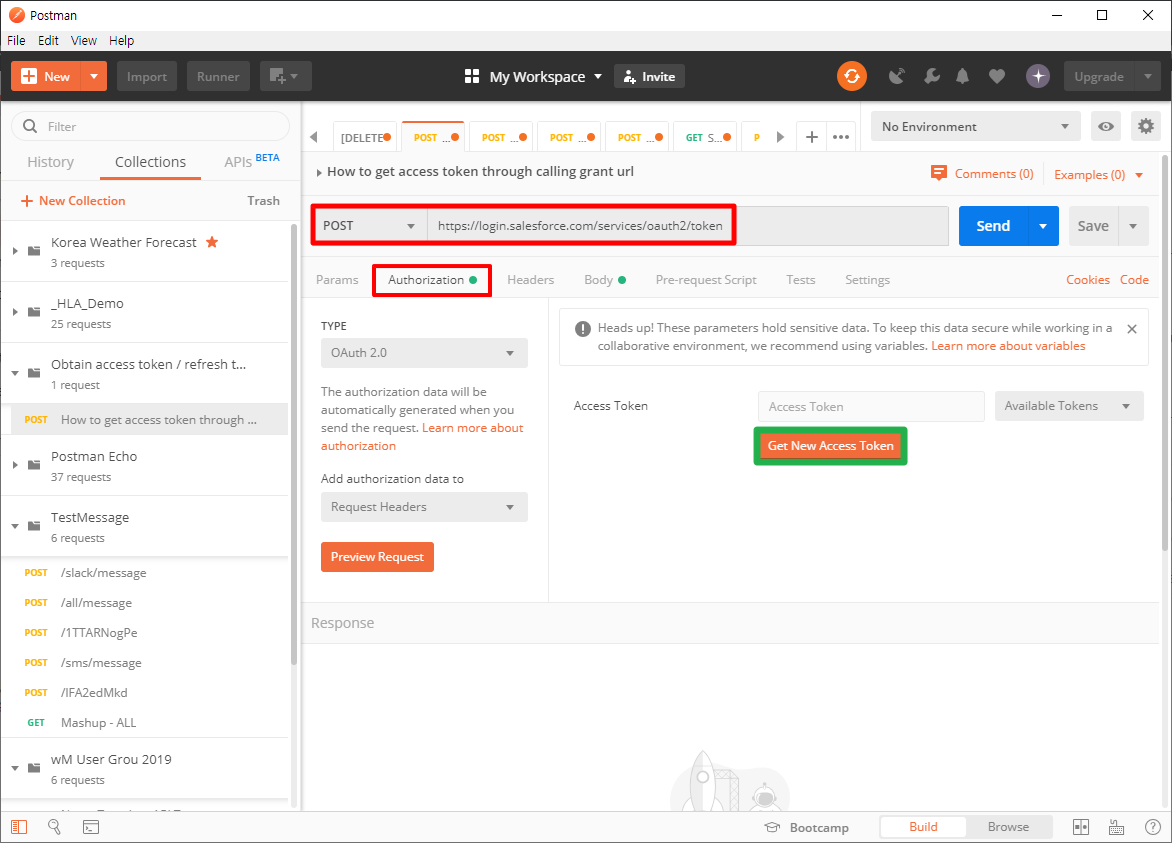 Postman
File Edit View Help
New
Import
Runner
My Workspace
Invite
Upgrade
Filter
History
Collections
APIs BETA
New Collection
Trash
Korea Weather Forecast
3 requests
_HLA_Demo
25 requests
Obtain access token / refresh t...
1 request
POST How to get access token through ...
Postman Echo
37 requests
TestMessage
6 requests
POST /slack/message
POST /all/message
POST /1TTARNogPe
POST /sms/message
POST /IFA2edMkd
GET Mashup - ALL
wM User Grou 2019
6 requests
[DELETE
POST ...
POST ...
POST ...
POST ...
GET S...
P
No Environment
How to get access token through calling grant url
Comments (0)
Examples (0)
POST
https://login.salesforce.com/services/oauth2/token
Send
Save
Params
Authorization
Headers
Body
Pre-request Script
Tests
Settings
Cookies
Code
TYPE
OAuth 2.0
The authorization data will be
automatically generated when you
send the request. Learn more about
authorization
Add authorization data to
Request Headers
Preview Request
Heads up! These parameters hold sensitive data. To keep this data secure while working in a
collaborative environment, we recommend using variables. Learn more about variables
Access Token
Access Token
Available Tokens
Get New Access Token
Response
Bootcamp
Build
Browse